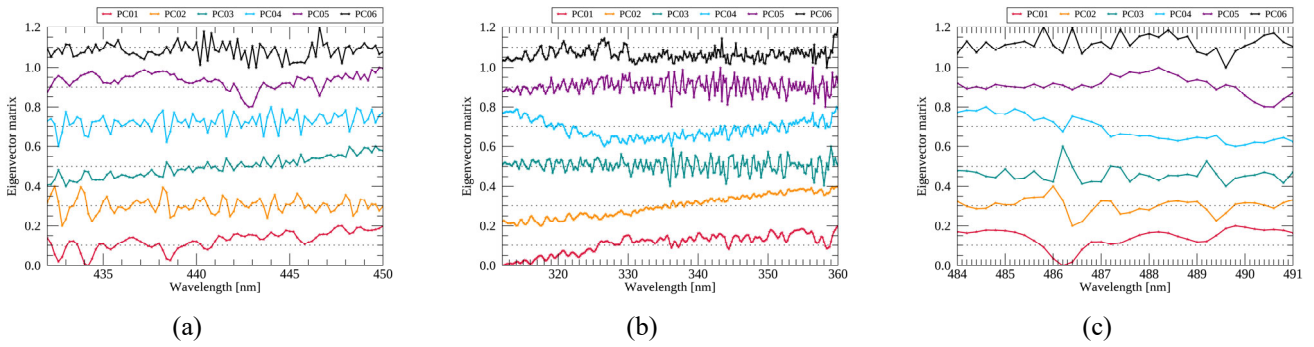 PC01 PC02 PC03 PC04 PC05 PC06
1.2
1.0
0.8
0.6
0.4
0.2
0.0
Eigenvector matrix
435 440 445 450
Wavelength [nm]
(a)
PC01 PC02 PC03 PC04 PC05 PC06
1.2
1.0
0.8
0.6
0.4
0.2
0.0
Eigenvector matrix
320 330 340 350 360
Wavelength [nm]
(b)
PC01 PC02 PC03 PC04 PC05 PC06
1.2
1.0
0.8
0.6
0.4
0.2
0.0
Eigenvector matrix
484 485 486 487 488 489 490 491
Wavelength [nm]
(c)